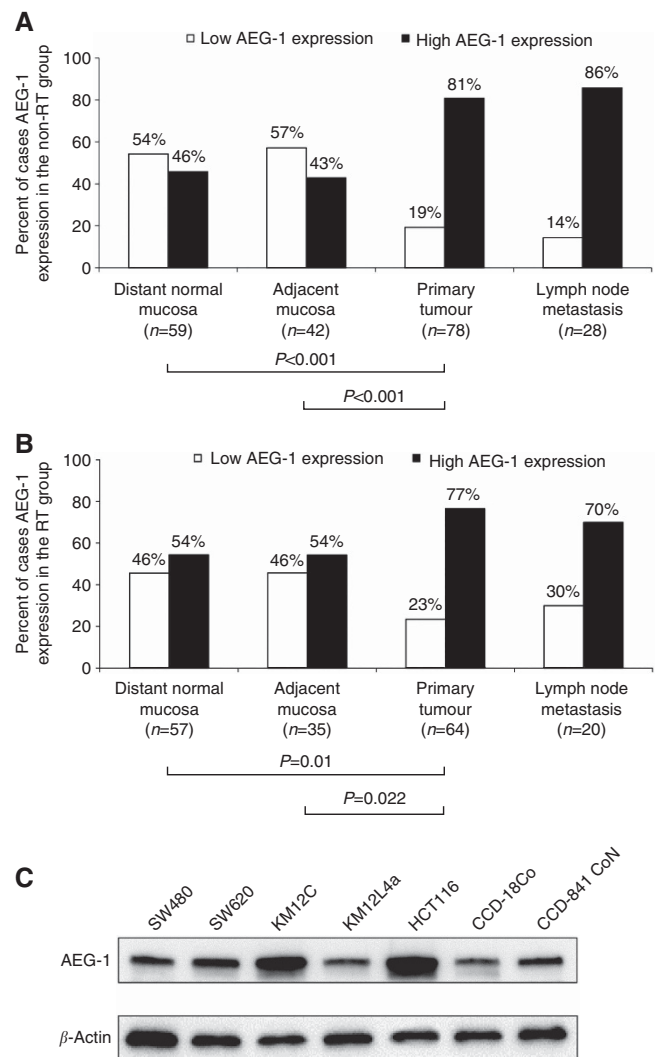 A
Low AEG-1 expression High AEG-1 expression
Percent of cases AEG-1
expression in the non-RT group
100
80
60
40
20
0
54% 46% 57% 43% 19% 81% 14% 86%
Distant normal Adjacent Primary Lymph node
mucosa mucosa tumour metastasis
(n=59) (n=42) (n=78) (n=28)
P<0.001
P<0.001
B
Low AEG-1 expression High AEG-1 expression
Percent of cases AEG-1
expression in the RT group
100
80
60
40
20
0
46% 54% 46% 54% 23% 77% 30% 70%
Distant normal Adjacent Primary Lymph node
mucosa mucosa tumour metastasis
(n=57) (n=35) (n=64) (n=20)
P=0.01
P=0.022
C
SW480 SW620 KM12C KM12L4a HCT116 CCD-18Co CCD-841 CoN
AEG-1
β-Actin